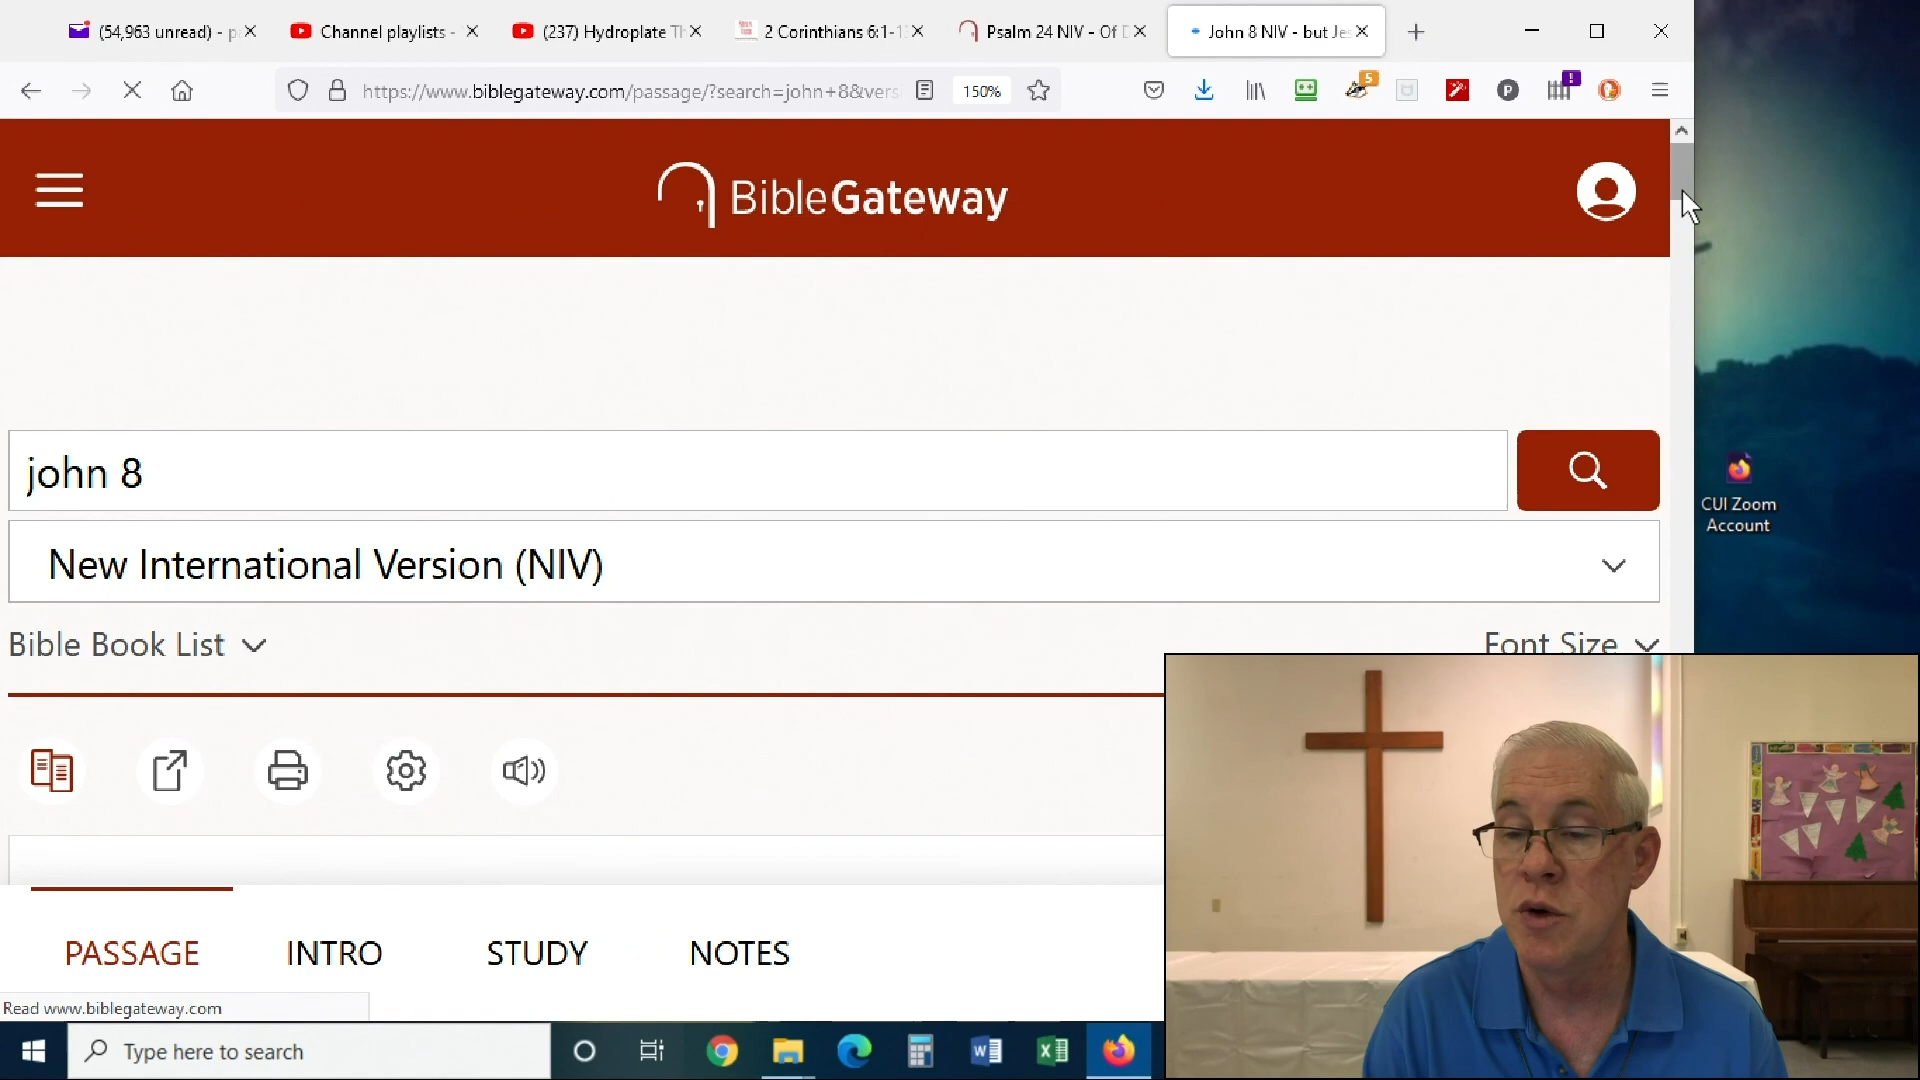 (54,963 unread) - p
Channel playlists -
(237) Hydroplate Th
2 Corinthians 6:1-1
Psalm 24 NIV - Of D
John 8 NIV - but Jes
https://www.biblegateway.com/passage/?search=john+8&vers
150%
5
P
!
BibleGateway
john 8
New International Version (NIV)
Bible Book List
Font Size
CUI Zoom
Account
PASSAGE
INTRO
STUDY
NOTES
Read www.biblegateway.com
Type here to search